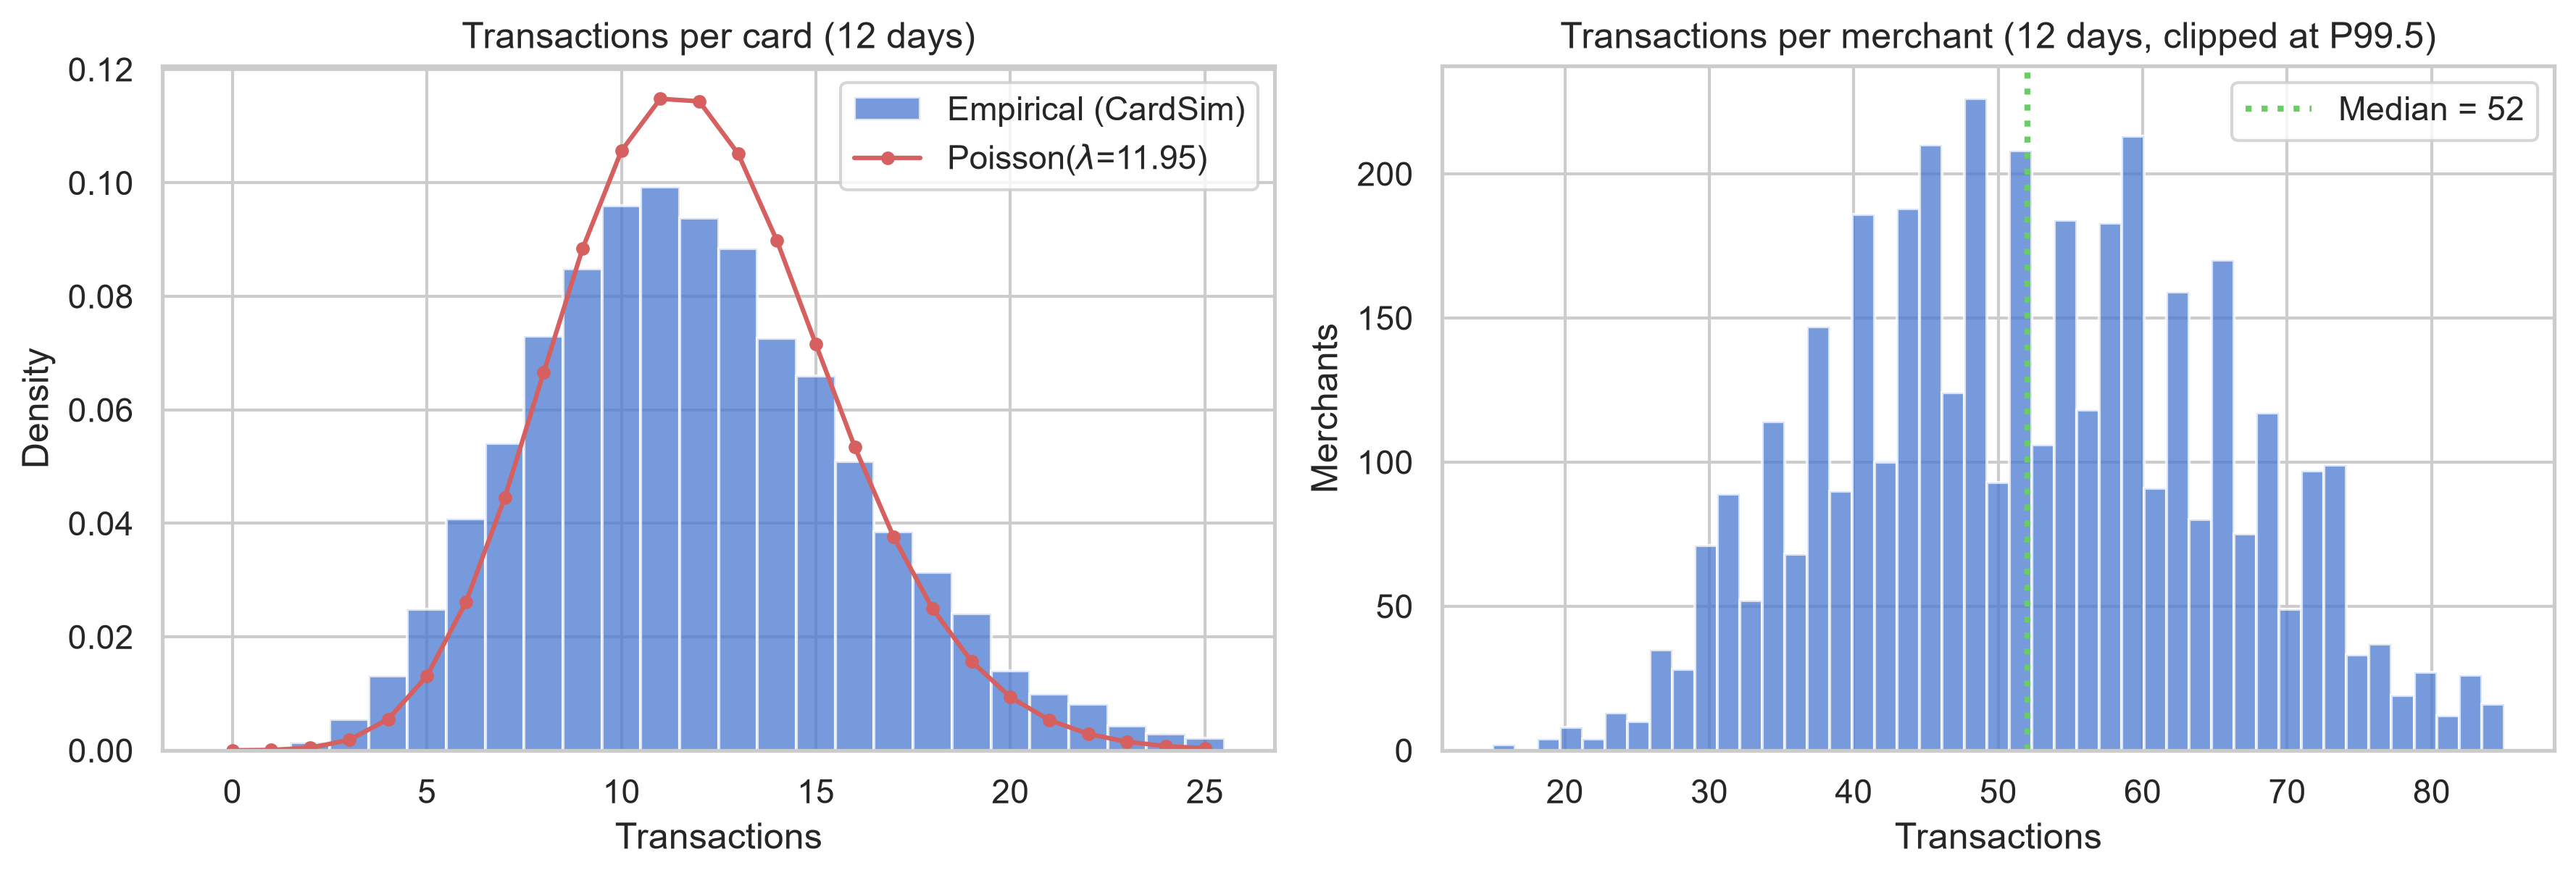 Transactions per card (12 days)
0.12
0.10
0.08
0.06
0.04
0.02
0.00
Density
Empirical (CardSim)
Poisson(λ=11.95)
0 5 10 15 20 25
Transactions
Transactions per merchant (12 days, clipped at P99.5)
200
150
100
50
0
Merchants
Median = 52
20 30 40 50 60 70 80
Transactions